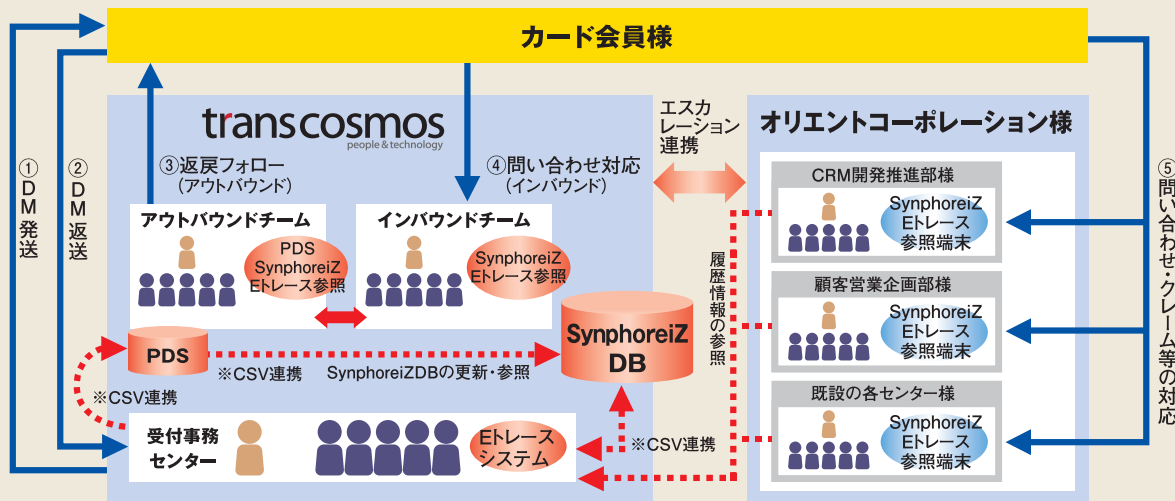 カード会員様
transcosmos
people & technology
エスカ
レーション
連携
オリエントコーポレーション様
①DM発送
②DM返送
③返戻フォロー
(アウトバウンド)
④問い合わせ対応
(インバウンド)
⑤問い合わせ・クレーム等の対応
アウトバウンドチーム
PDS
SynphoreiZ
Eトレース参照
インバウンドチーム
SynphoreiZ
Eトレース参照
CRM開発推進部様
SynphoreiZ
Eトレース
参照端末
顧客営業企画部様
SynphoreiZ
Eトレース
参照端末
既設の各センター様
SynphoreiZ
Eトレース
参照端末
履歴情報の参照
PDS
SynphoreiZ
DB
※CSV連携
SynphoreiZDBの更新・参照
※CSV連携
※CSV連携
受付事務
センター
Eトレース
システム